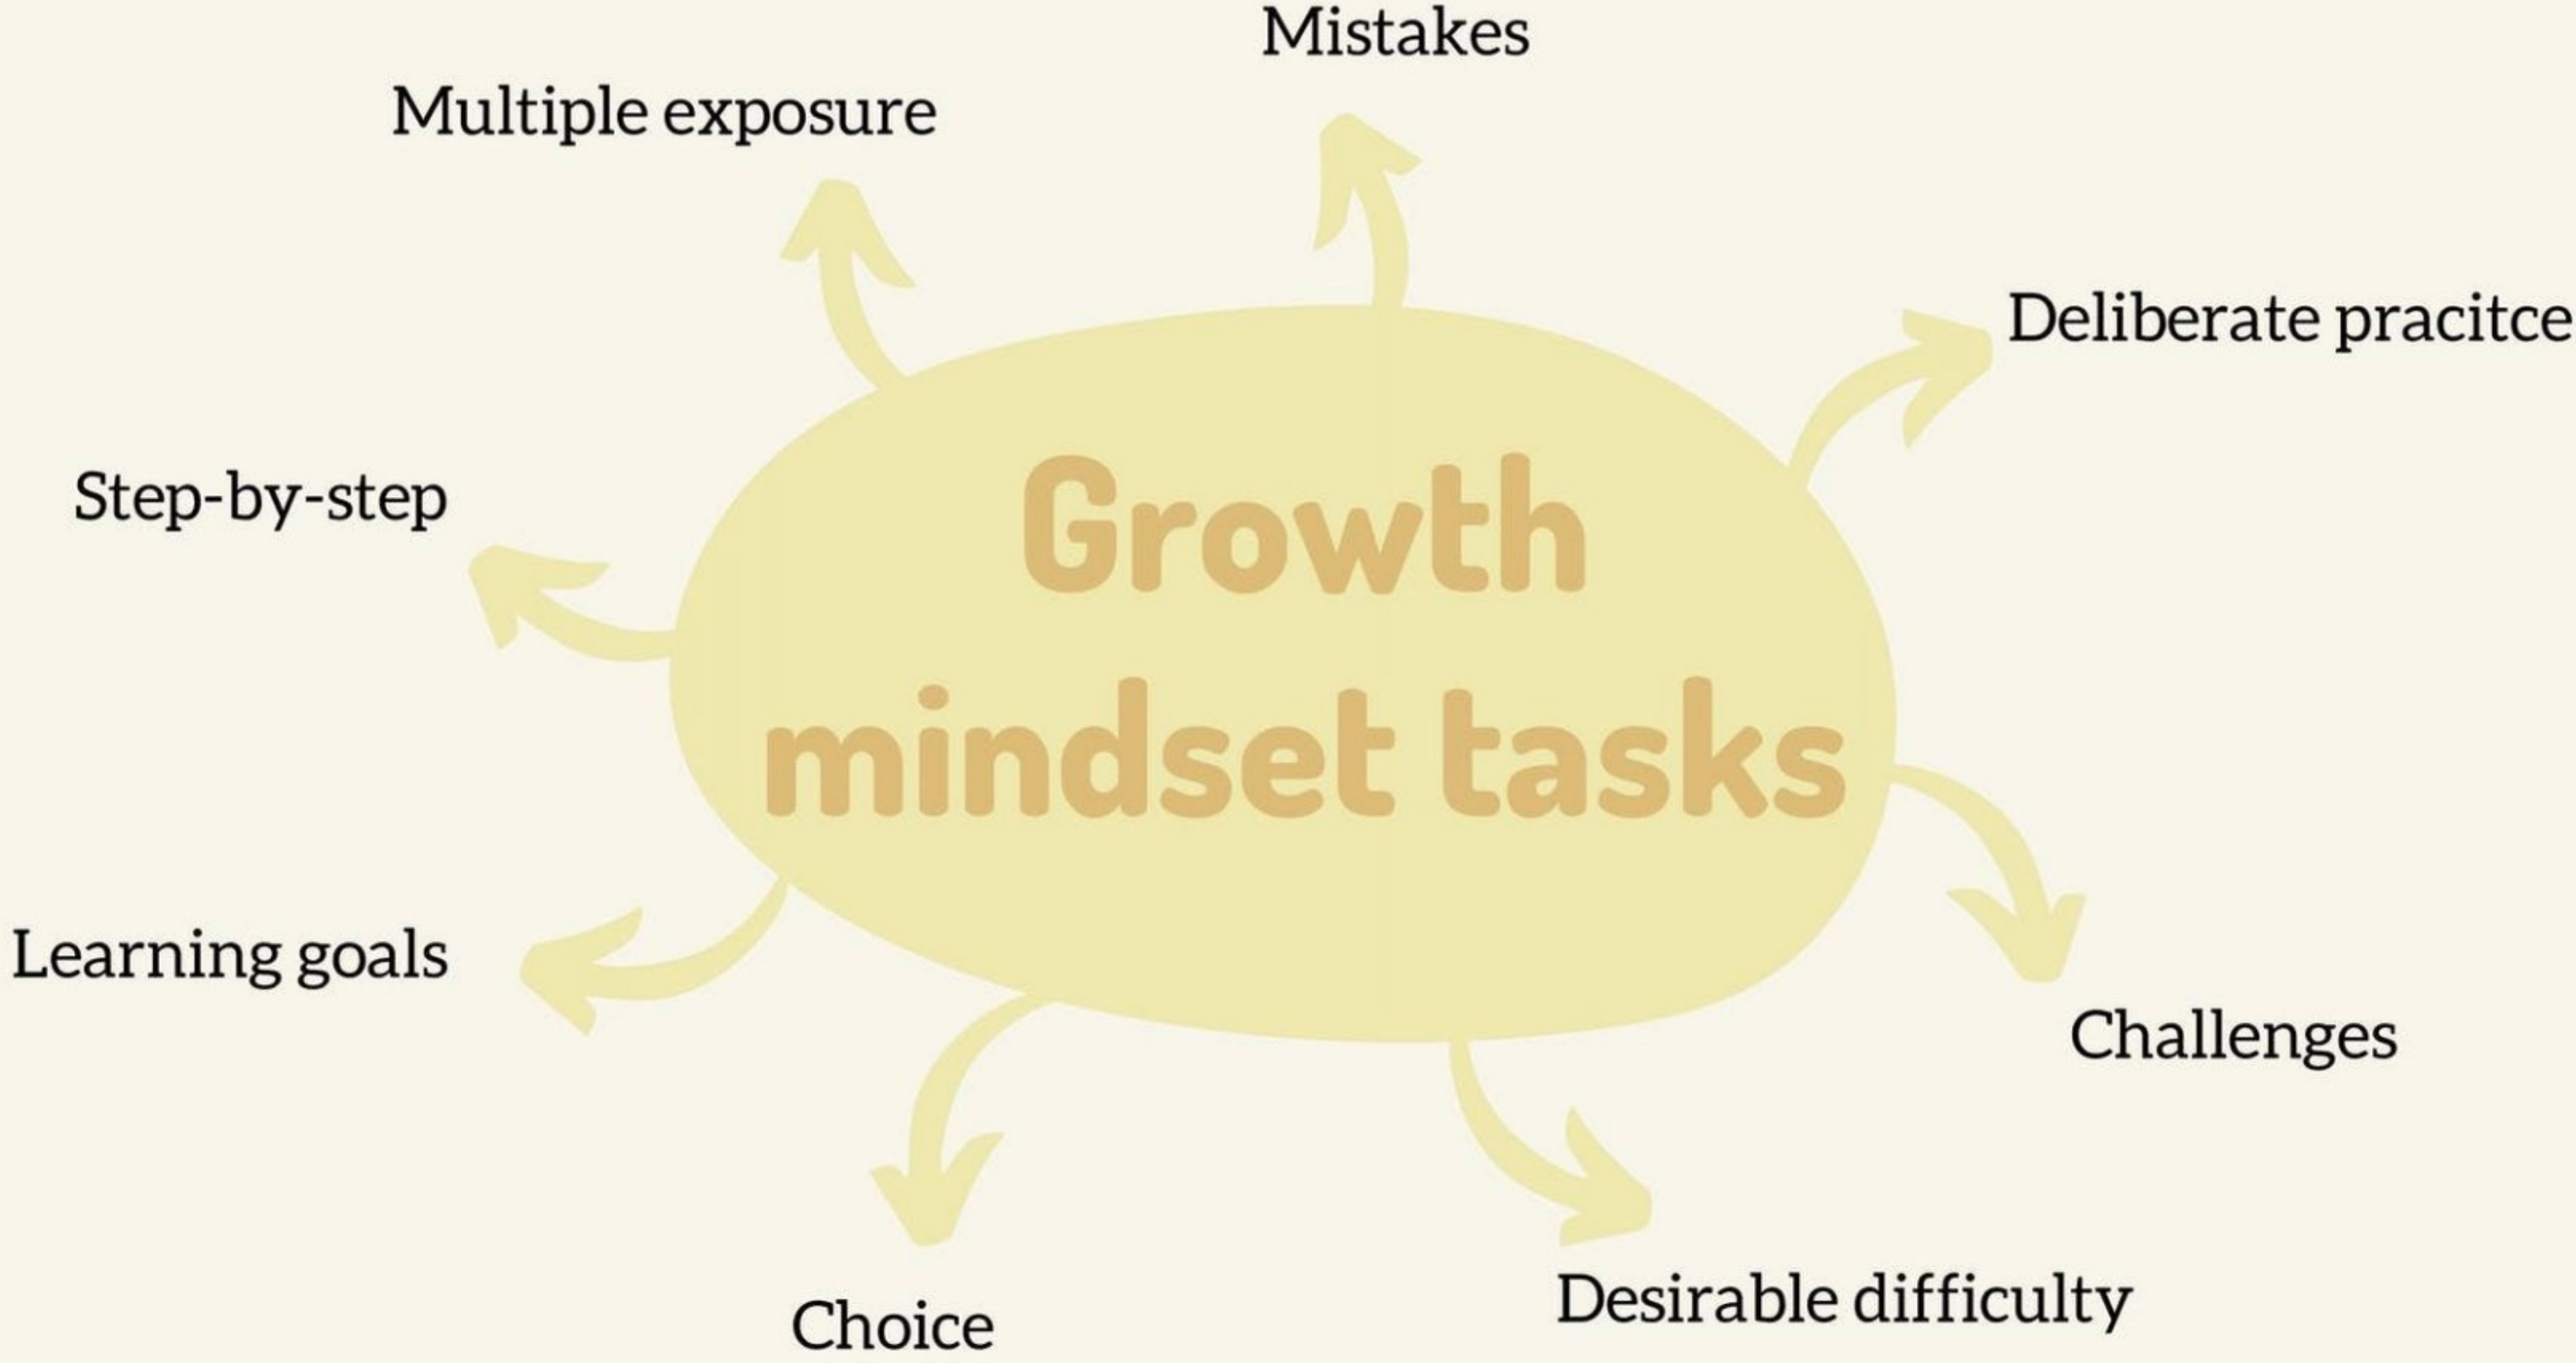 Mistakes
Multiple exposure
Deliberate pracitce
Step-by-step
Growth
mindset tasks
Learning goals
Challenges
Desirable difficulty
Choice